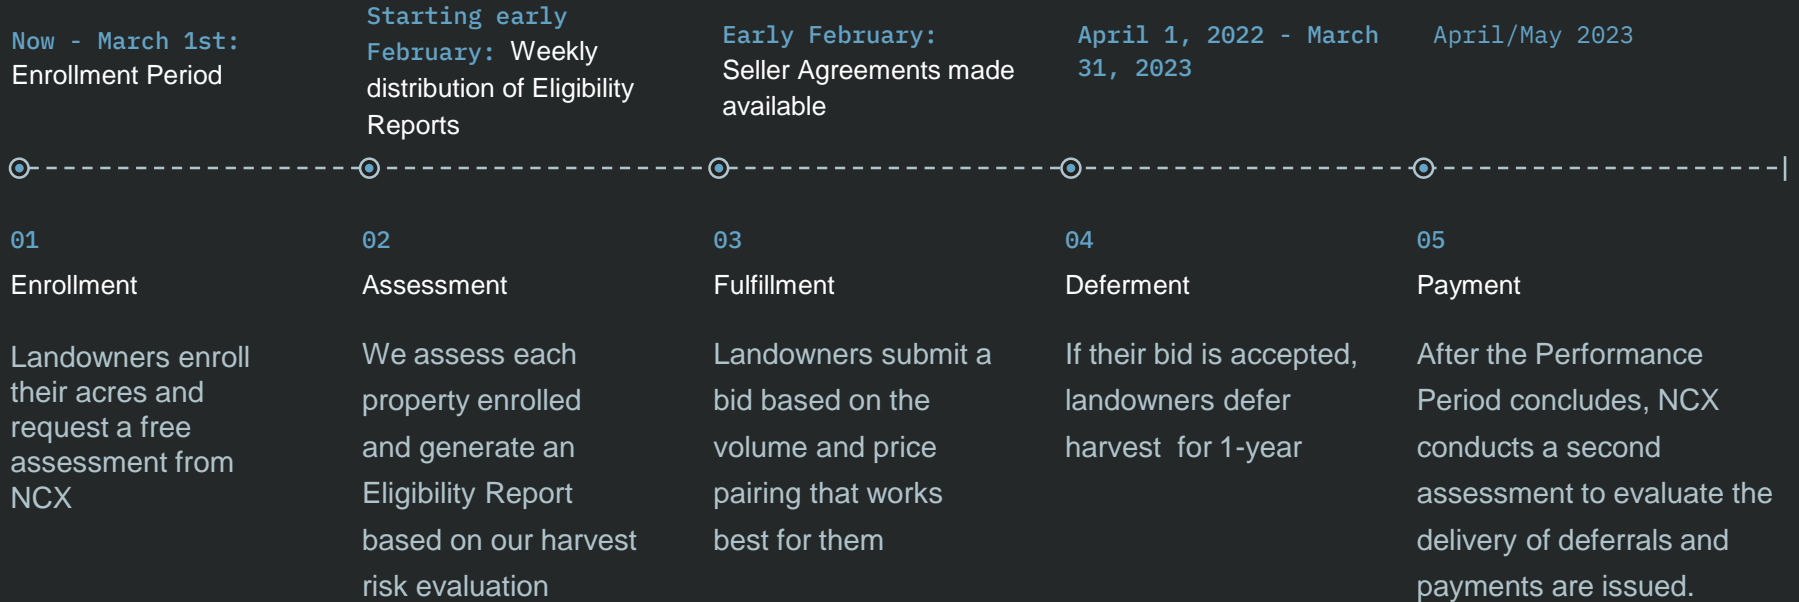 Now - March 1st:
Enrollment Period
Starting early
February: Weekly
distribution of Eligibility
Reports
Early February:
Seller Agreements made
available
April 1, 2022 - March
31, 2023
April/May 2023
01
Enrollment
Landowners enroll
their acres and
request a free
assessment from
NCX
02
Assessment
We assess each
property enrolled
and generate an
Eligibility Report
based on our harvest
risk evaluation
03
Fulfillment
Landowners submit a
bid based on the
volume and price
pairing that works
best for them
04
Deferment
If their bid is accepted,
landowners defer
harvest  for 1-year
05
Payment
After the Performance
Period concludes, NCX
conducts a second
assessment to evaluate the
delivery of deferrals and
payments are issued.